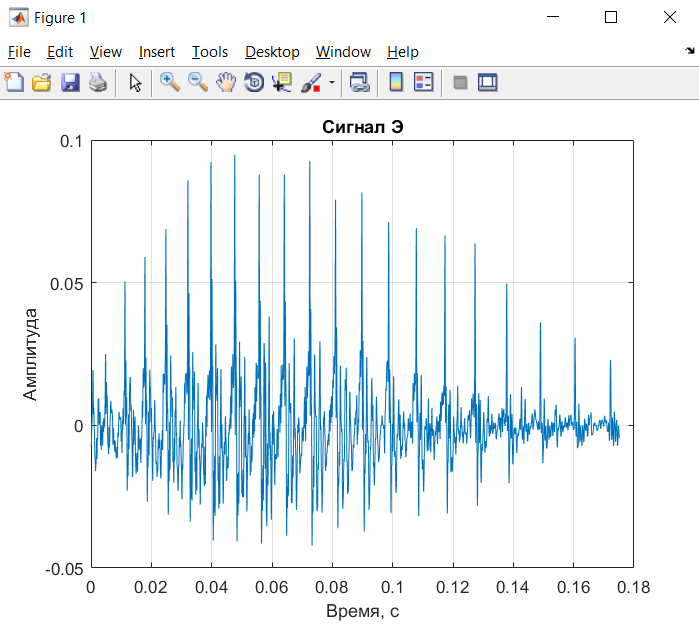 Figure 1
File Edit View Insert Tools Desktop Window Help
Сигнал Э
0.1
0.05
0
-0.05
Амплитуда
0 0.02 0.04 0.06 0.08 0.1 0.12 0.14 0.16 0.18
Время, с